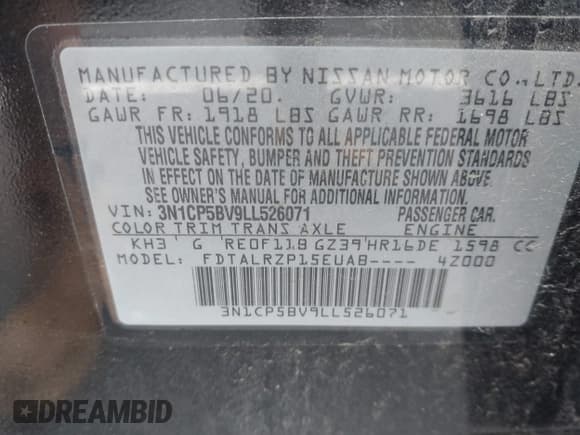 MANUFACTURED BY NISSAN MOTOR CO.,LTD.
DATE: 06/20. GVWR: 3616 LBS
GAWR FR: 1918 LBS GAWR RR: 1698 LBS
THIS VEHICLE CONFORMS TO ALL APPLICABLE FEDERAL MOTOR
VEHICLE SAFETY, BUMPER AND THEFT PREVENTION STANDARDS
IN EFFECT ON THE DATE OF MANUFACTURE SHOWN ABOVE.
SEE OWNER'S MANUAL FOR ADDITIONAL INFORMATION.
VIN: 3N1CP5BV9LL526071 PASSENGER CAR.
COLOR TRIM TRANS AXLE ENGINE
KH3 G RE0F11B GZ39 HR16DE 1598 CC
MODEL: FDTALRZP15EUAB---- 4Z000
3N1CP5BV9LL526071
DREAMBID